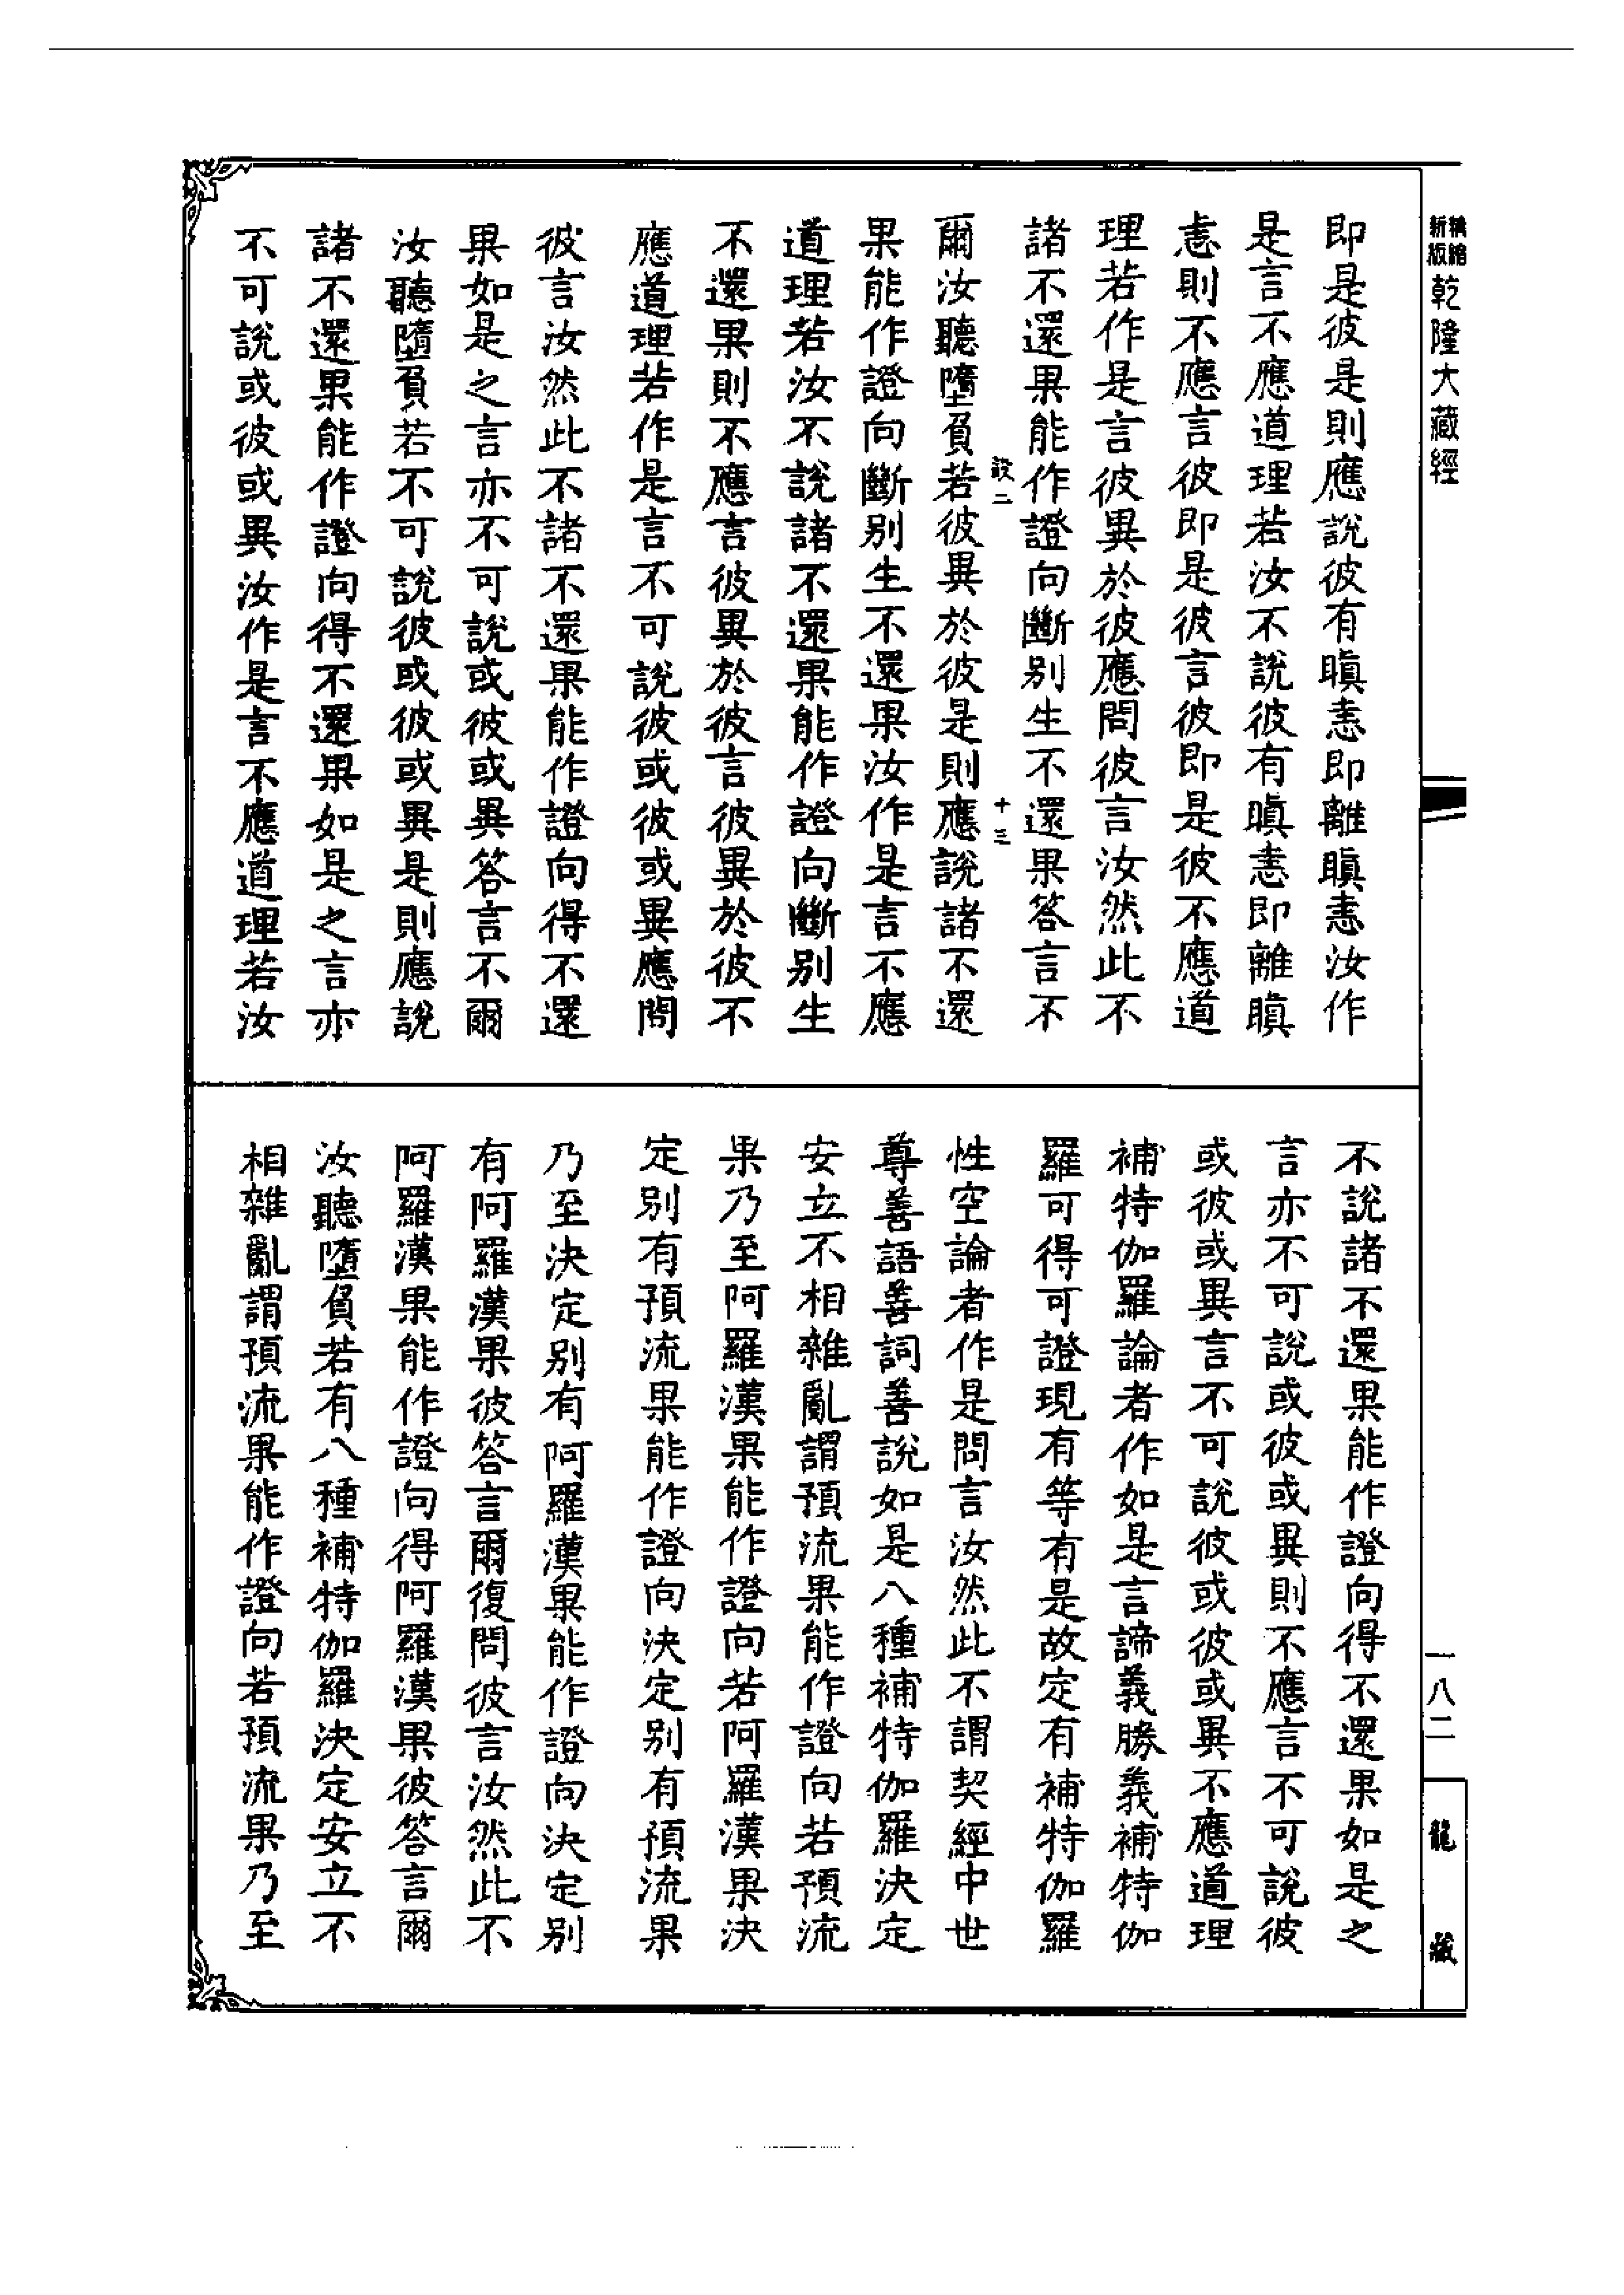 新版 精縮 乾隆大藏經
即是彼是則應說彼有瞋恚即離瞋恚汝作
是言不應道理若汝不說彼有瞋恚即離瞋
恚則不應言彼即是彼言彼即是彼不應道
理若作是言彼異於彼應問彼言汝然此不
諸不還果能作證向斷別生不還果答言不
設二 十三
爾汝聽墮負若彼異於彼是則應說諸不還
果能作證向斷別生不還果汝作是言不應
道理若汝不說諸不還果能作證向斷別生
不還果則不應言彼異於彼言彼異於彼不
應道理若作是言不可說彼或彼或異應問
彼言汝然此不諸不還果能作證向得不還
果如是之言亦不可說或彼或異答言不爾
汝聽墮負若不可說彼或彼或異是則應說
諸不還果能作證向得不還果如是之言亦
不可說或彼或異汝作是言不應道理若汝
不說諸不還果能作證向得不還果如是之
言亦不可說或彼或異則不應言不可說彼
或彼或異言不可說彼或彼或異不應道理
補特伽羅論者作如是言諦義勝義補特伽
羅可得可證現有等有是故定有補特伽羅
性空論者作是問言汝然此不謂契經中世
尊善語善詞善說如是八種補特伽羅決定
安立不相雜亂謂預流果能作證向若預流
果乃至阿羅漢果能作證向若阿羅漢果決
定別有預流果能作證向決定別有預流果
乃至決定別有阿羅漢果能作證向決定別
有阿羅漢果彼答言爾復問彼言汝然此不
阿羅漢果能作證向得阿羅漢果彼答言爾
汝聽墮負若有八種補特伽羅決定安立不
相雜亂謂預流果能作證向若預流果乃至
一八二
龍藏